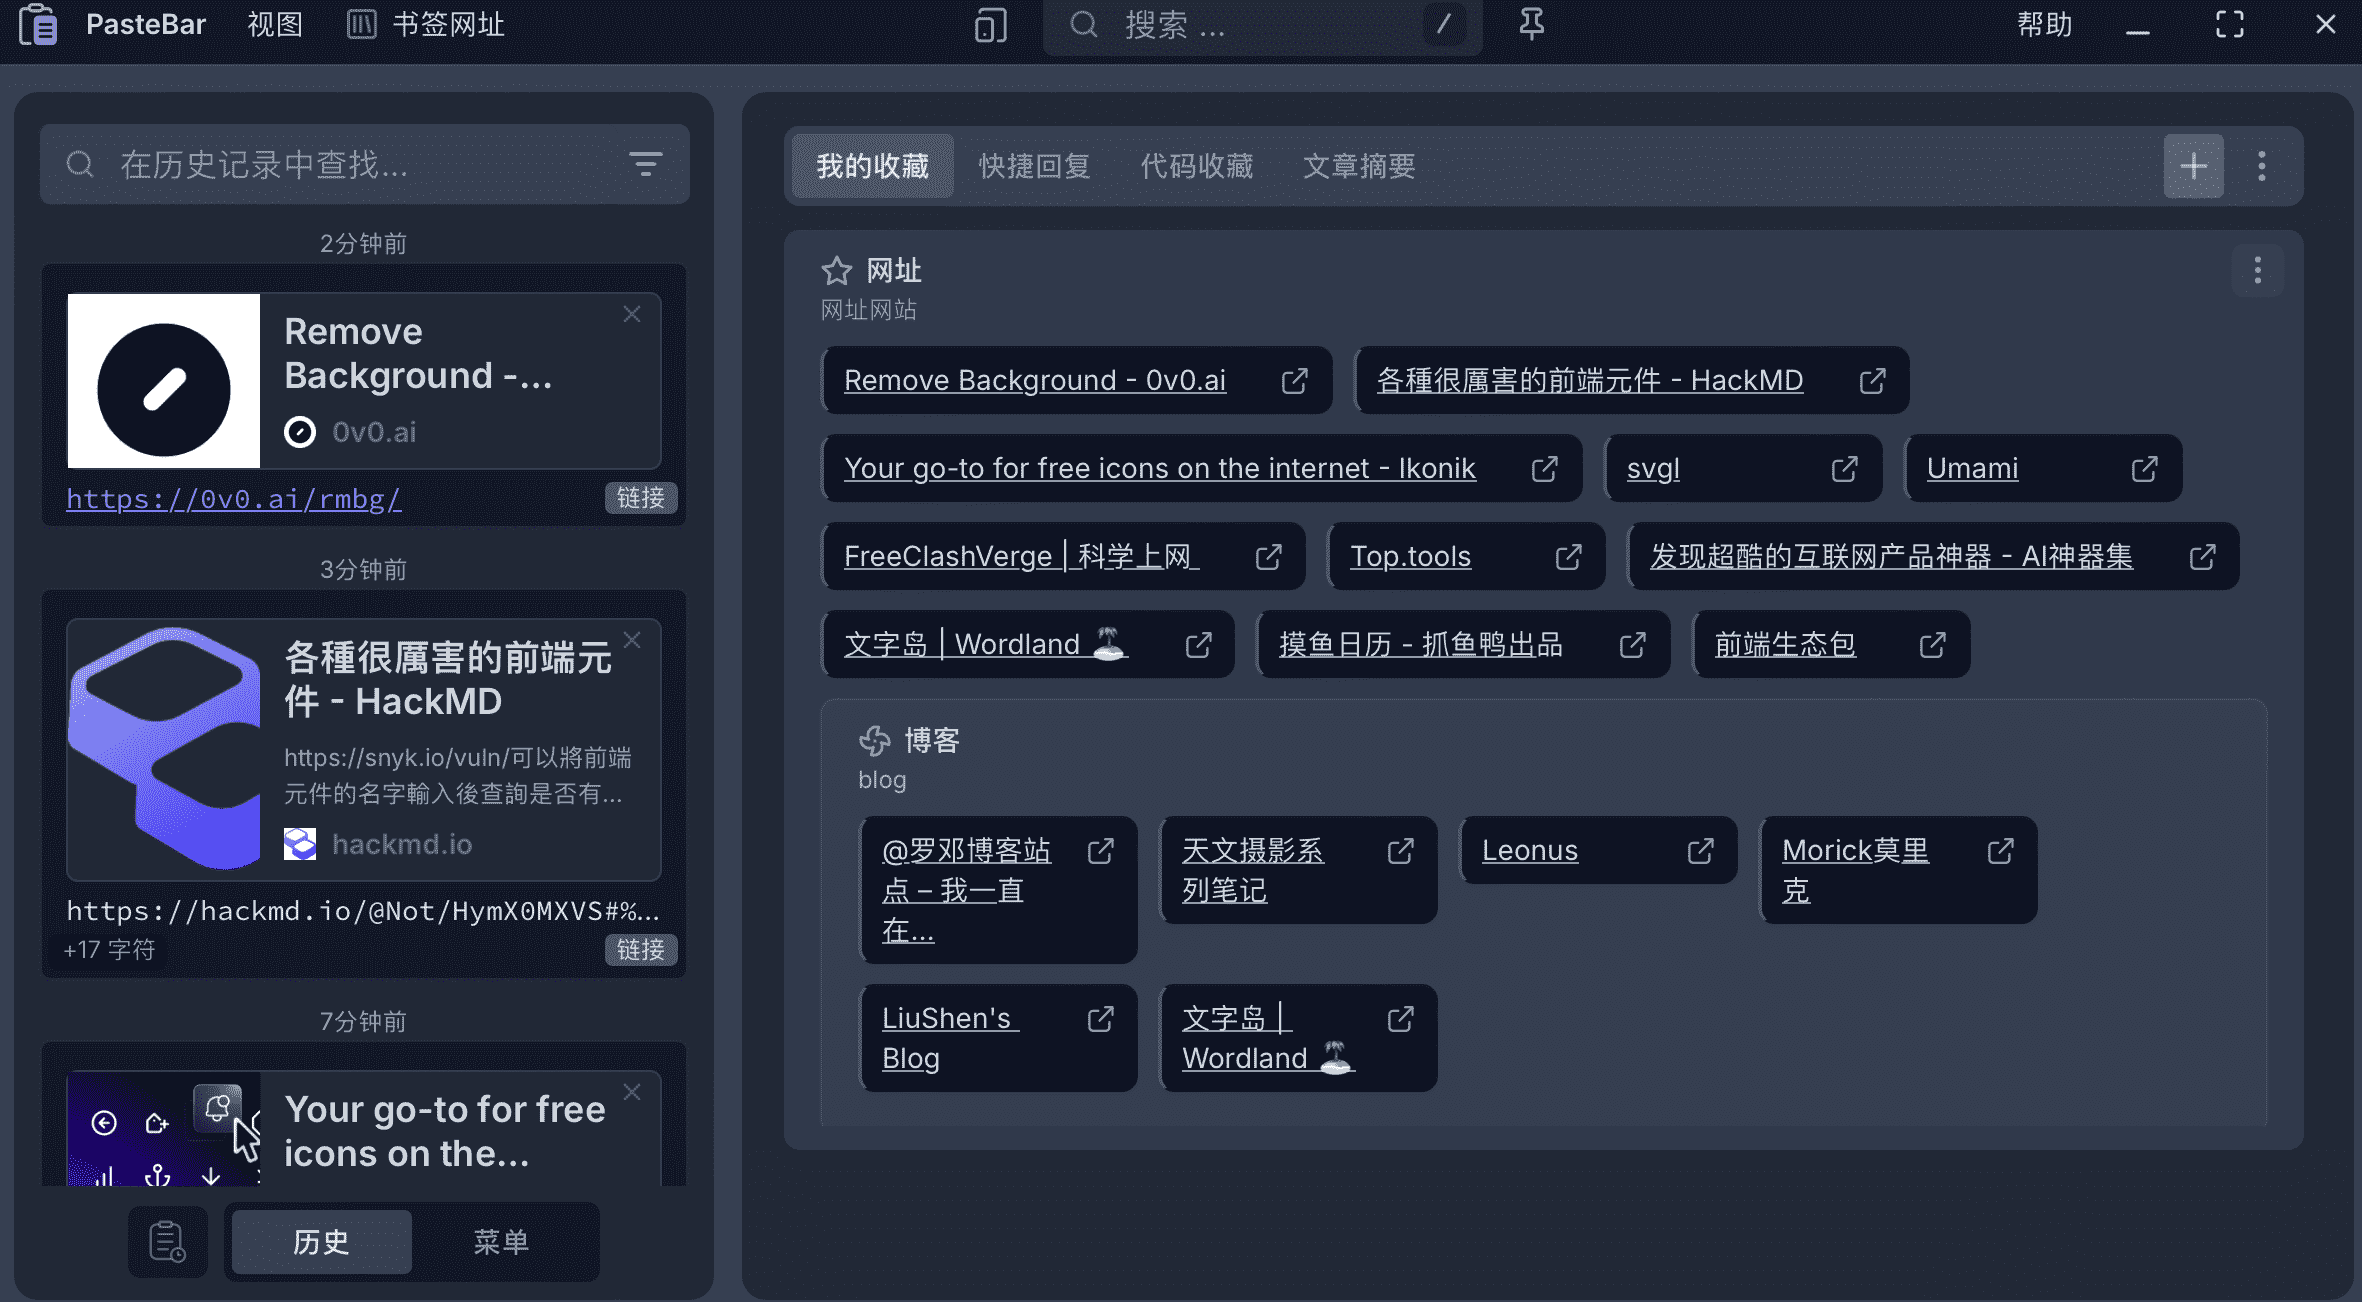 PasteBar 视图 书签网址 搜索 ... / 帮助
在历史记录中查找...
2分钟前
Remove
Background -...
0v0.ai
https://0v0.ai/rmbg/ 链接
3分钟前
各種很厲害的前端元
件 - HackMD
https://snyk.io/vuln/可以將前端
元件的名字輸入後查詢是否有...
hackmd.io
https://hackmd.io/@Not/HymX0MXVS#%...
+17 字符 链接
7分钟前
Your go-to for free
icons on the...
历史 菜单
我的收藏 快捷回复 代码收藏 文章摘要
网址
网址网站
Remove Background - 0v0.ai 各種很厲害的前端元件 - HackMD
Your go-to for free icons on the internet - Ikonik svgl Umami
FreeClashVerge | 科学上网 Top.tools 发现超酷的互联网产品神器 - AI神器集
文字岛 | Wordland 🏝️ 摸鱼日历 - 抓鱼鸭出品 前端生态包
博客
blog
@罗邓博客站
点 – 我一直
在...
天文摄影系
列笔记
Leonus
Morick莫里
克
LiuShen's
Blog
文字岛 |
Wordland 🏝️